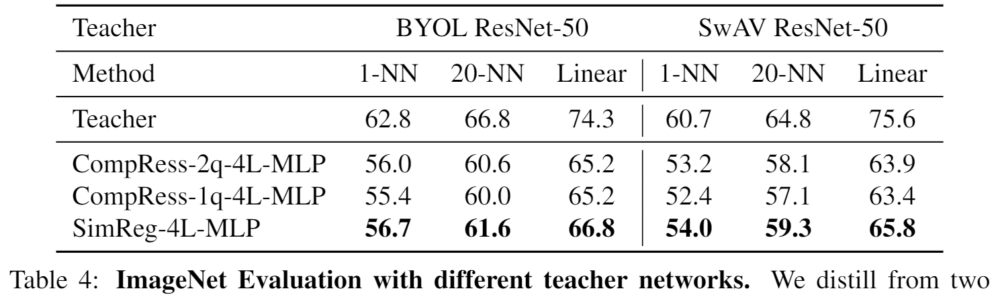 Teacher BYOL ResNet-50 SwAV ResNet-50
Method 1-NN 20-NN Linear 1-NN 20-NN Linear
Teacher 62.8 66.8 74.3 60.7 64.8 75.6
CompRess-2q-4L-MLP 56.0 60.6 65.2 53.2 58.1 63.9
CompRess-1q-4L-MLP 55.4 60.0 65.2 52.4 57.1 63.4
SimReg-4L-MLP 56.7 61.6 66.8 54.0 59.3 65.8
Table 4: ImageNet Evaluation with different teacher networks. We distill from two